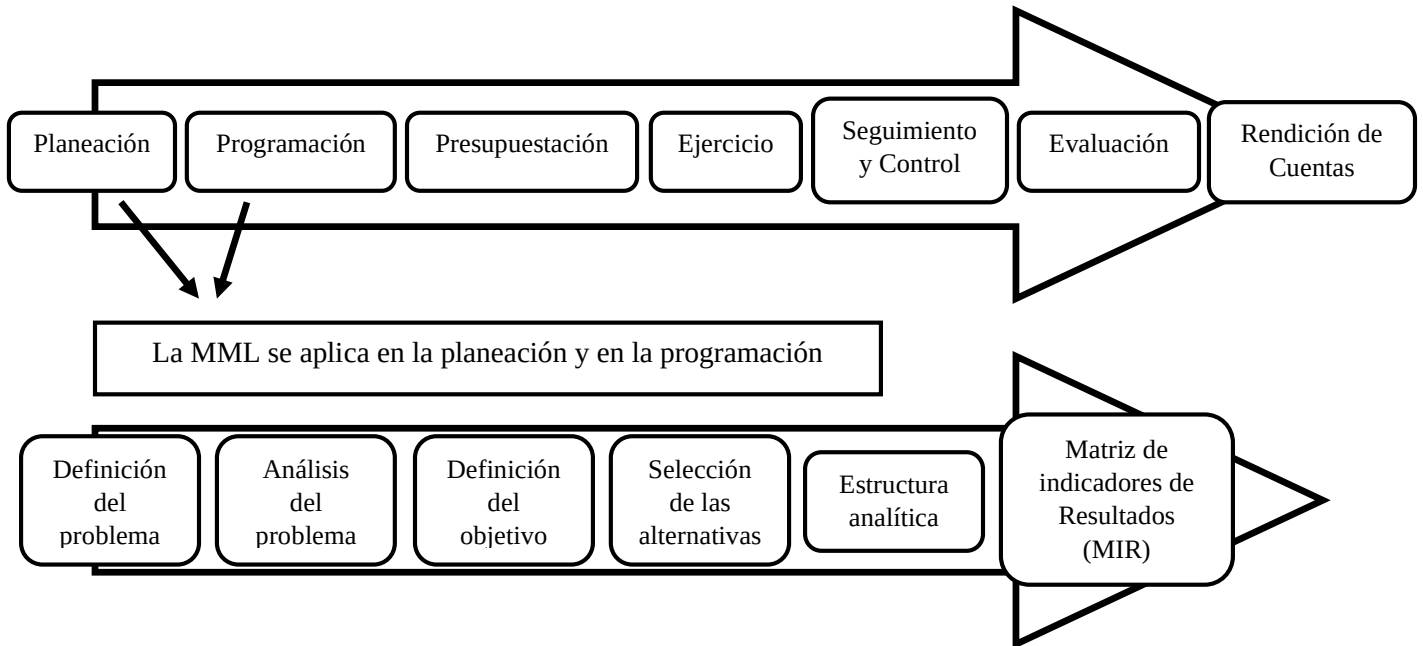 Planeación
Programación
Presupuestación
Ejercicio
Seguimiento
y Control
Evaluación
Rendición de
Cuentas
La MML se aplica en la planeación y en la programación
Definición
del
problema
Análisis
del
problema
Definición
del
objetivo
Selección
de las
alternativas
Estructura
analítica
Matriz de
indicadores de
Resultados
(MIR)